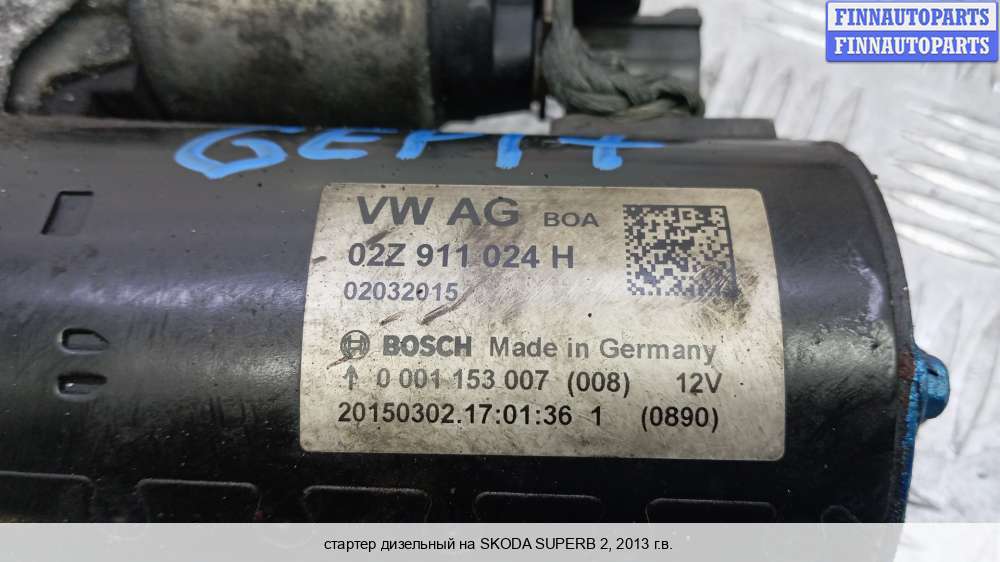 FINNAUTOPARTS
FINNAUTOPARTS
VW AG BOA
02Z 911 024 H
02032015
BOSCH Made in Germany
↑ 0 001 153 007 (008) 12V
20150302.17:01:36 1 (0890)
стартер дизельный на SKODA SUPERB 2, 2013 г.в.